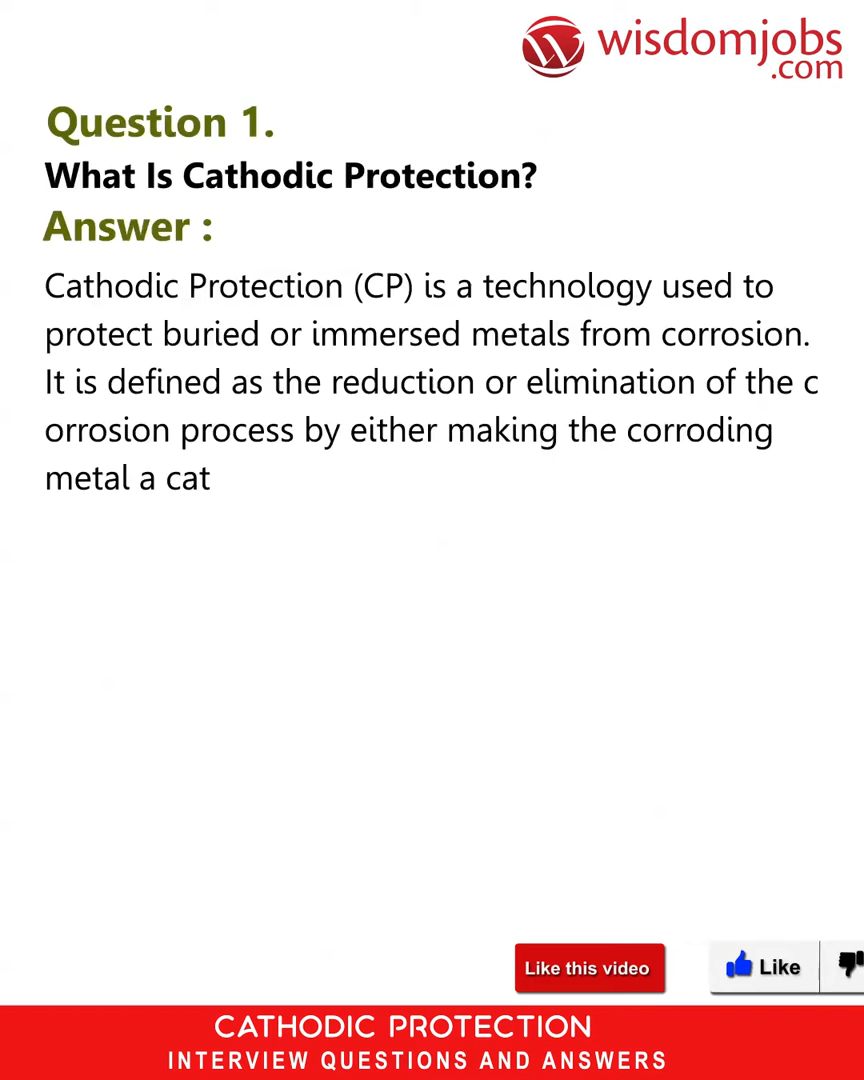 wisdomjobs
.com
Question 1.
What Is Cathodic Protection?
Answer :
Cathodic Protection (CP) is a technology used to
protect buried or immersed metals from corrosion.
It is defined as the reduction or elimination of the c
orrosion process by either making the corroding
metal a cat
Like this video
Like
CATHODIC PROTECTION
INTERVIEW QUESTIONS AND ANSWERS